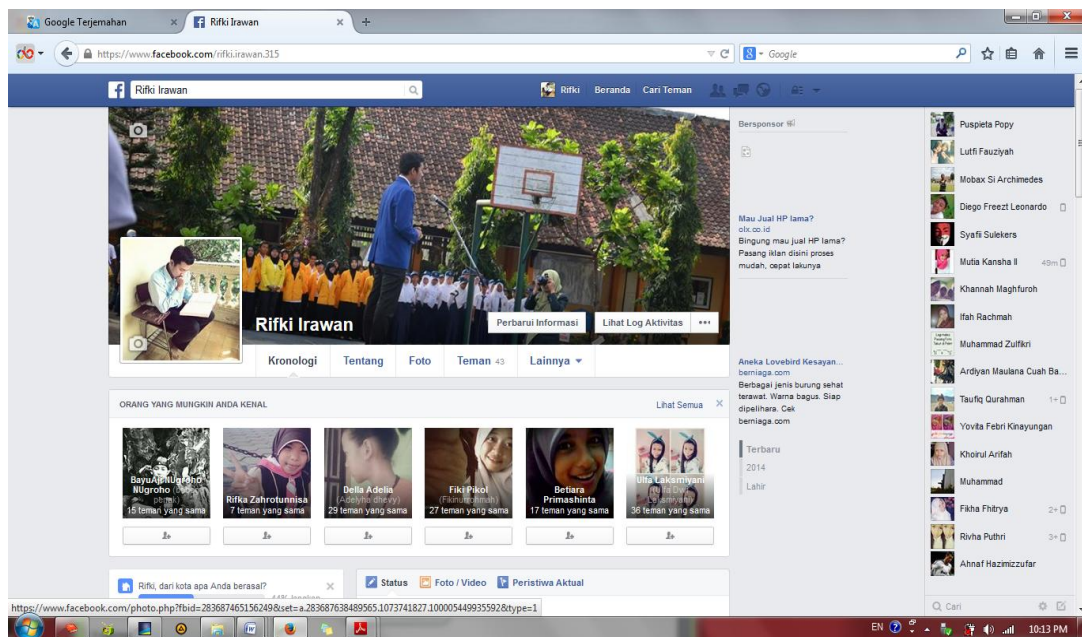 Google Terjemahan
Rifki Irawan
https://www.facebook.com/rifki.irawan.315
Google
Rifki Irawan
Rifki Beranda Cari Teman
Rifki Irawan
Perbarui Informasi Lihat Log Aktivitas
Kronologi Tentang Foto Teman 43 Lainnya
ORANG YANG MUNGKIN ANDA KENAL
Lihat Semua
NUgroho
15 teman yang sama
Rifka Zahrotunnisa
7 teman yang sama
Della Adelia
(Adelyha dhevy)
29 teman yang sama
Fiki Pikol
27 teman yang sama
Betiara
Primashinta
17 teman yang sama
Ulfa Laksmiyani
36 teman yang sama
Rifki, dari kota apa Anda berasal?
Status Foto / Video Peristiwa Aktual
Bersponsor
Mau Jual HP lama?
olx.co.id
Bingung mau jual HP lama?
Pasang iklan disini proses
mudah, cepat lakunya
Aneka Lovebird Kesayan...
berniaga.com
Berbagai jenis burung sehat
terawat. Warna bagus. Siap
dipelihara. Cek
berniaga.com
Terbaru
2014
Lahir
Puspieta Popy
Lutfi Fauziyah
Mobax Si Archimedes
Diego Freezt Leonardo
Syafii Sulekers
Mutia Kansha II 49m
Khannah Maghfuroh
Ifah Rachmah
Muhammad Zulfikri
Ardiyan Maulana Cuah Ba...
Taufiq Qurahman 1+
Yovita Febri Kinayungan
Khoirul Arifah
Muhammad
Fikha Fhitrya 2+
Rivha Puthri 3+
Ahnaf Hazimizzufar
Cari
https://www.facebook.com/photo.php?fbid=283687465156249&set=a.283687638489565.1073741827.100005449935592&type=1
EN
10:13 PM